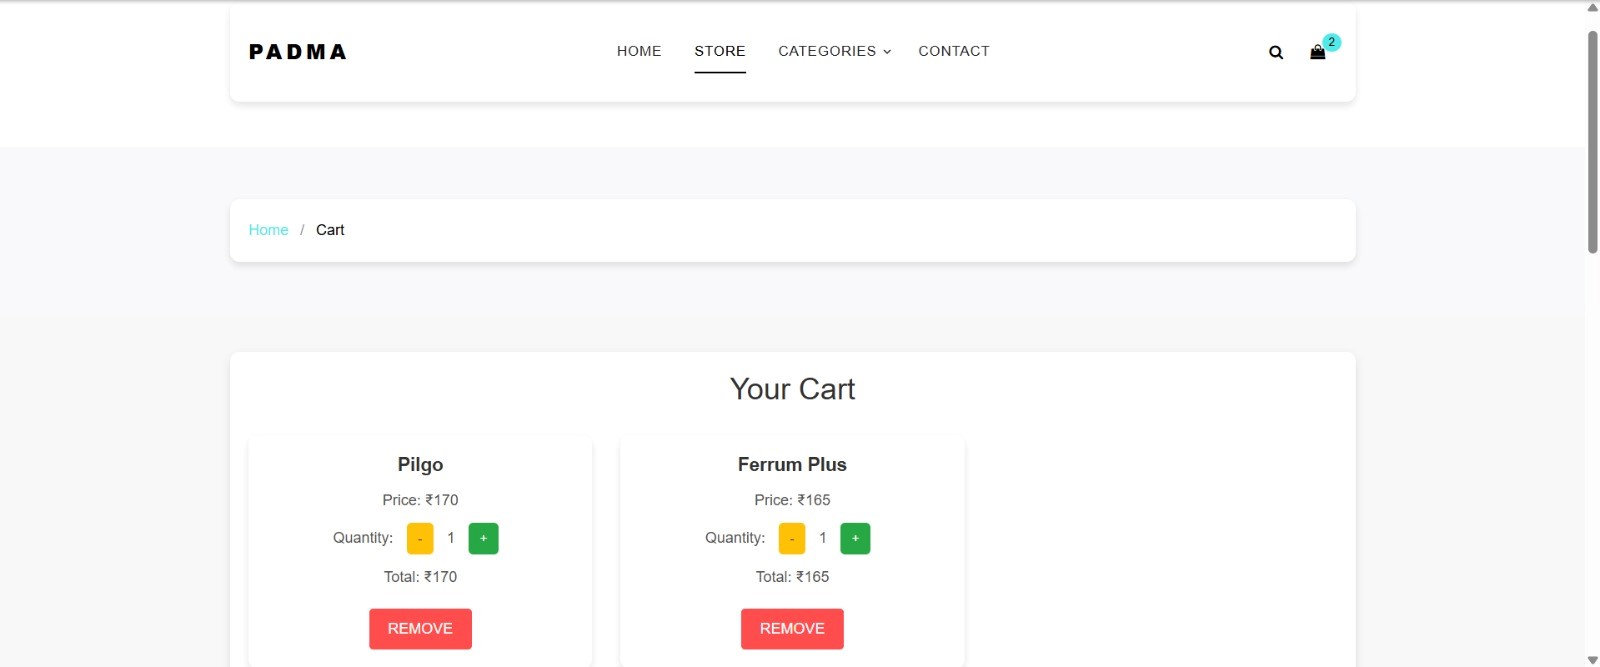 PADMA HOME STORE CATEGORIES CONTACT 2
Home / Cart
Your Cart
Pilgo
Price: ₹170
Quantity: - 1 +
Total: ₹170
REMOVE
Ferrum Plus
Price: ₹165
Quantity: - 1 +
Total: ₹165
REMOVE